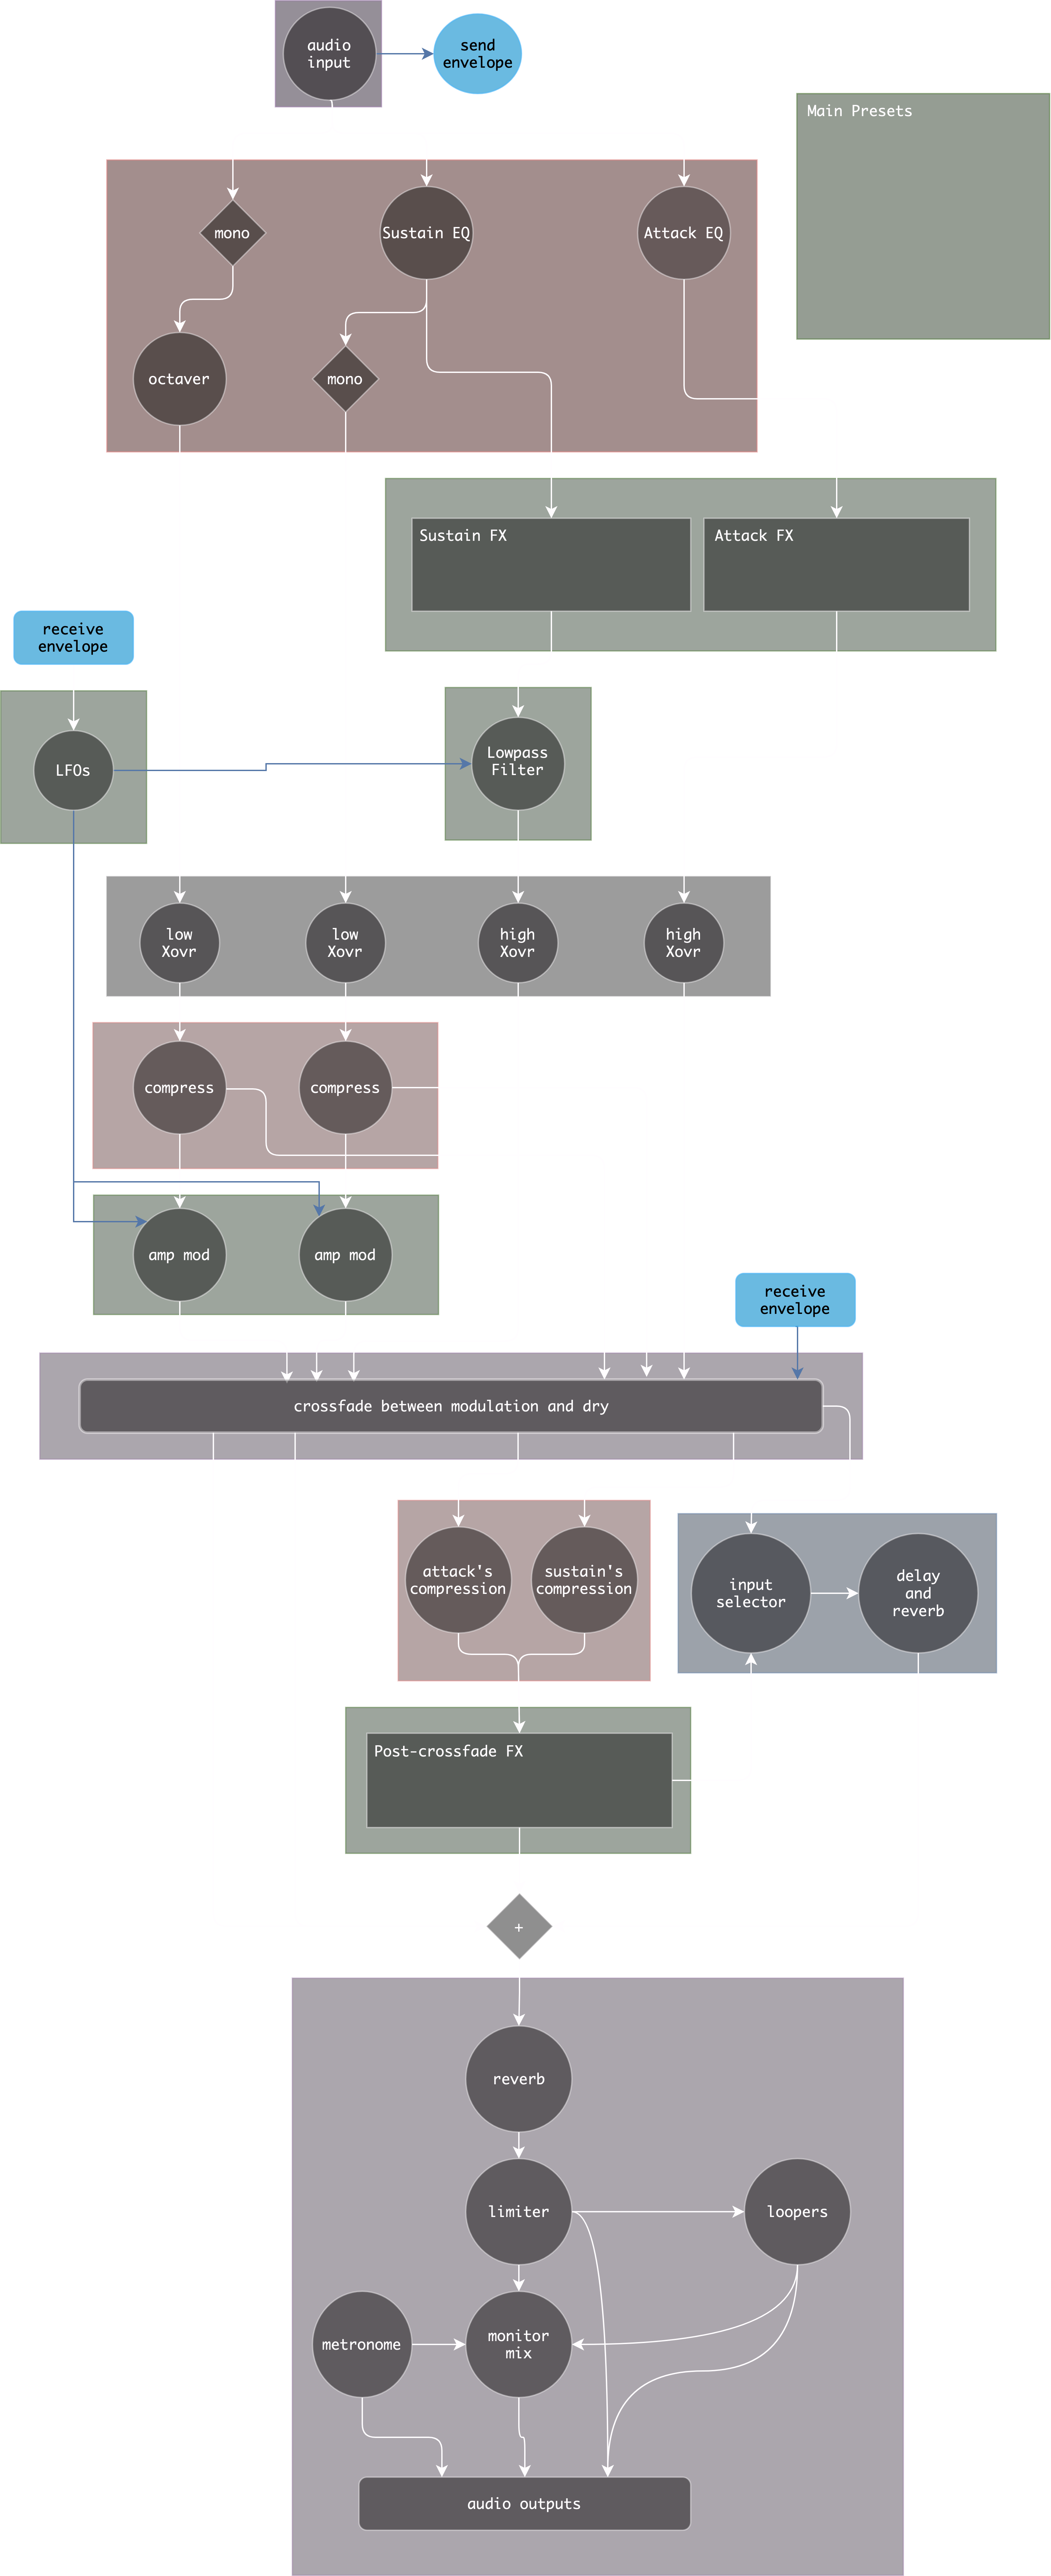 audio
input
send
envelope
Main Presets
mono
Sustain EQ
Attack EQ
octaver
mono
Sustain FX
Attack FX
receive
envelope
LFOs
Lowpass
Filter
low
Xovr
low
Xovr
high
Xovr
high
Xovr
compress
compress
amp mod
amp mod
receive
envelope
crossfade between modulation and dry
attack's
compression
sustain's
compression
input
selector
delay
and
reverb
Post-crossfade FX
+
reverb
limiter
loopers
metronome
monitor
mix
audio outputs